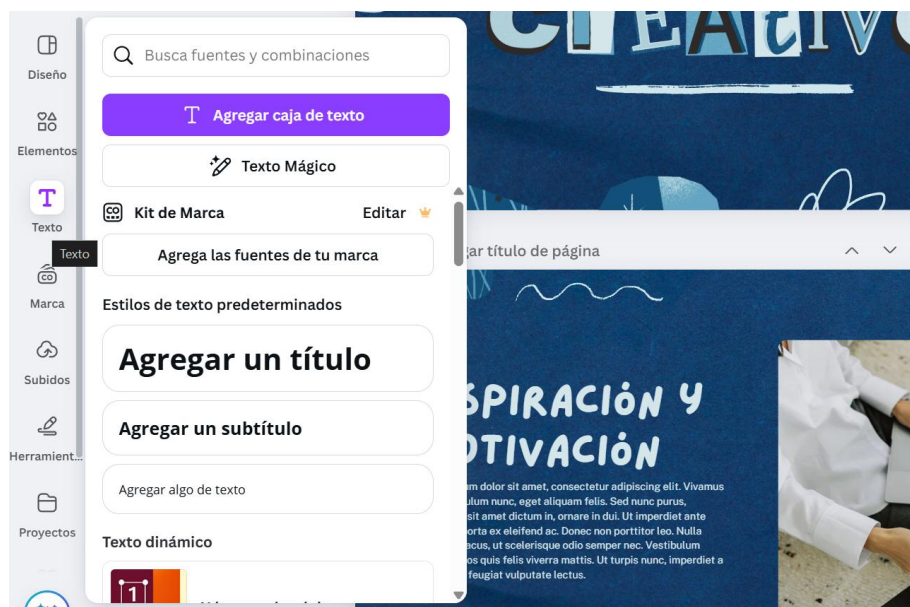 Diseño
Elementos
Texto
Texto
Marca
Subidos
Herramient...
Proyectos
Busca fuentes y combinaciones
Agregar caja de texto
Texto Mágico
Kit de Marca
Editar
Agrega las fuentes de tu marca
Estilos de texto predeterminados
Agregar un título
Agregar un subtítulo
Agregar algo de texto
Texto dinámico
1
CREATIV
gar título de página
SPIRACIÓN Y
OTIVACIÓN
m dolor sit amet, consectetur adipiscing elit. Vivamus
ulum nunc, eget aliquam felis. Sed nunc purus,
sit amet dictum in, ornare in dui. Ut imperdiet ante
orta ex eleifend ac. Donec non porttitor leo. Nulla
acus, ut scelerisque odio semper nec. Vestibulum
os quis felis viverra mattis. Ut turpis nunc, imperdiet a
feugiat vulputate lectus.